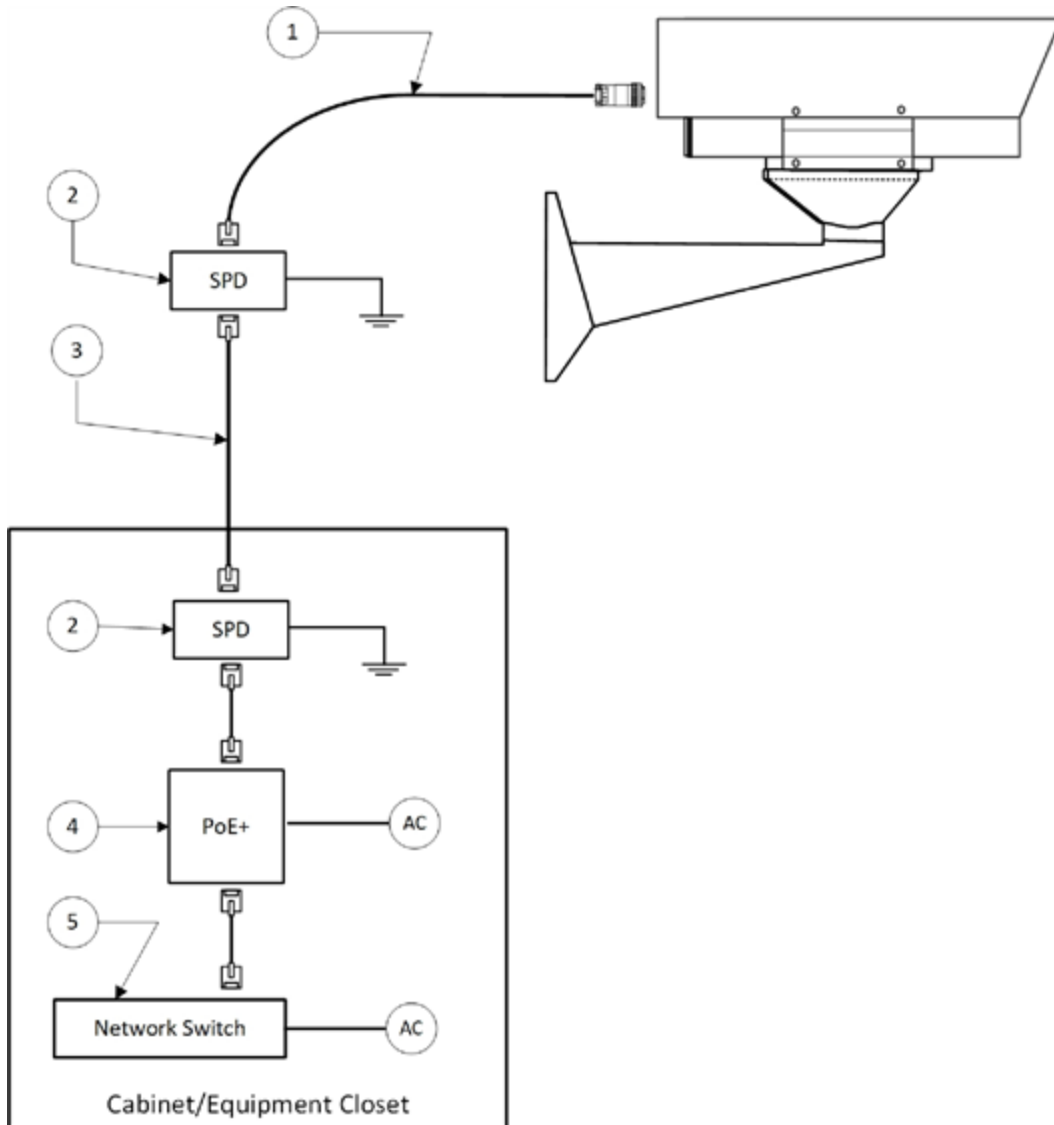 1
2
SPD
3
2
SPD
4
PoE+
AC
5
Network Switch
AC
Cabinet/Equipment Closet